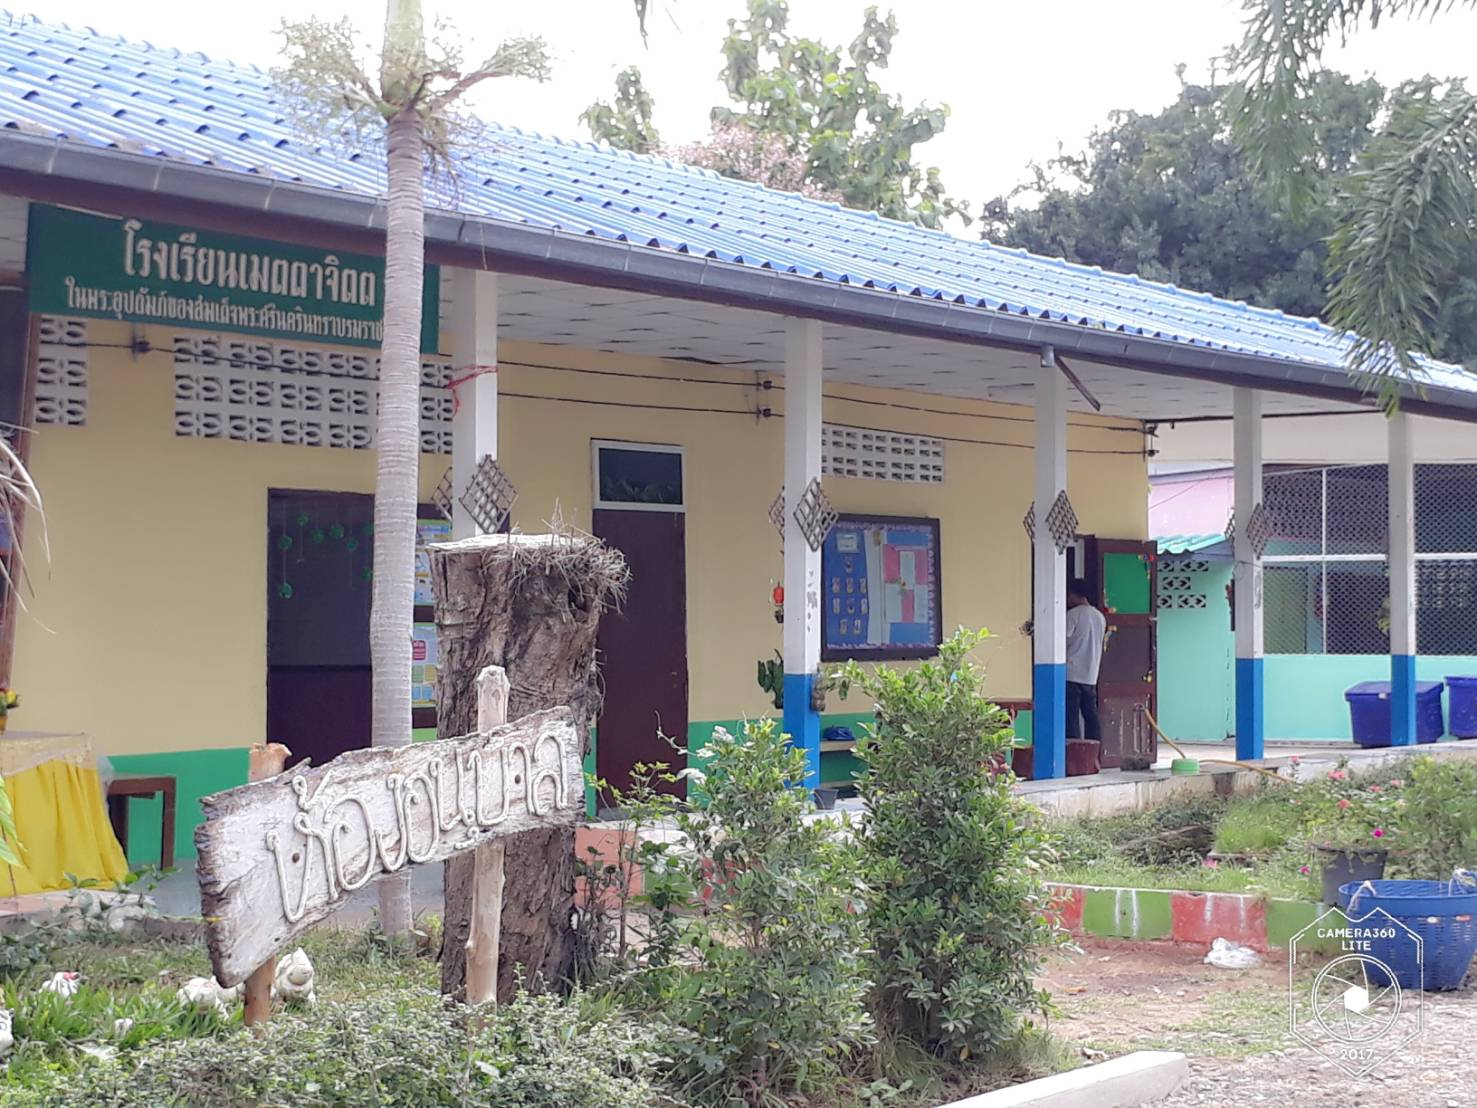 โรงเรียนเมตตาจิตต
ในพระอุปถัมภ์ของสมเด็จพระศรีนครินทราบรมราช
ห้องอนุบาล
CAMERA360
LITE
2017